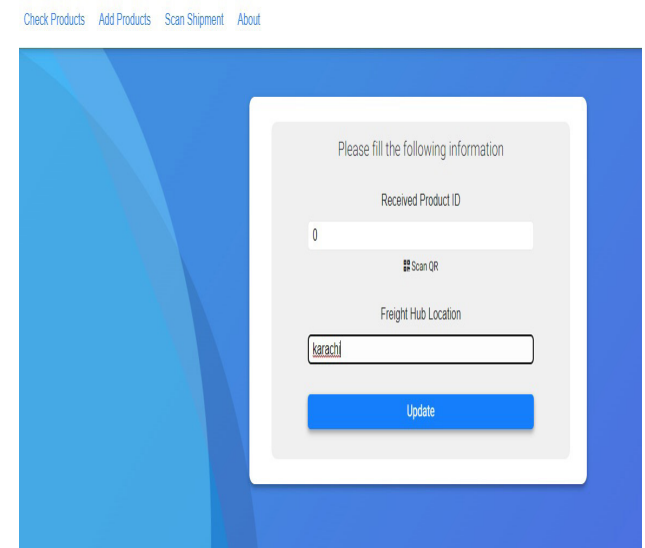 Check Products Add Products Scan Shipment About
Please fill the following information
Received Product ID
0
Scan QR
Freight Hub Location
karachi
Update